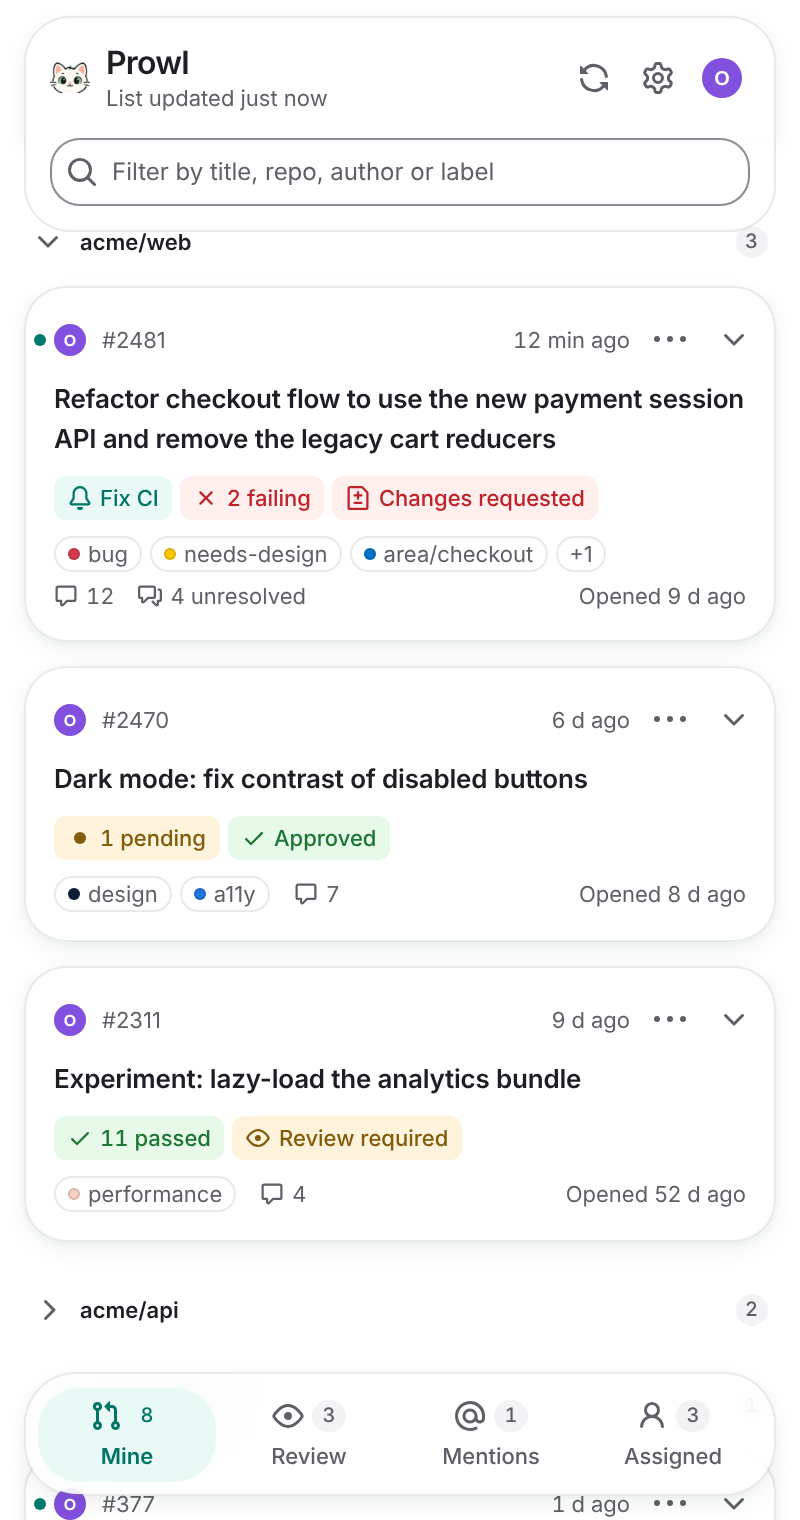 Prowl
List updated just now
O
Filter by title, repo, author or label
acme/web 3
O #2481 12 min ago
Refactor checkout flow to use the new payment session
API and remove the legacy cart reducers
Fix CI 2 failing Changes requested
bug needs-design area/checkout +1
12 4 unresolved Opened 9 d ago
O #2470 6 d ago
Dark mode: fix contrast of disabled buttons
1 pending Approved
design a11y 7 Opened 8 d ago
O #2311 9 d ago
Experiment: lazy-load the analytics bundle
11 passed Review required
performance 4 Opened 52 d ago
acme/api 2
8 3 1 3 1
Mine Review Mentions Assigned
O #377 1 d ago